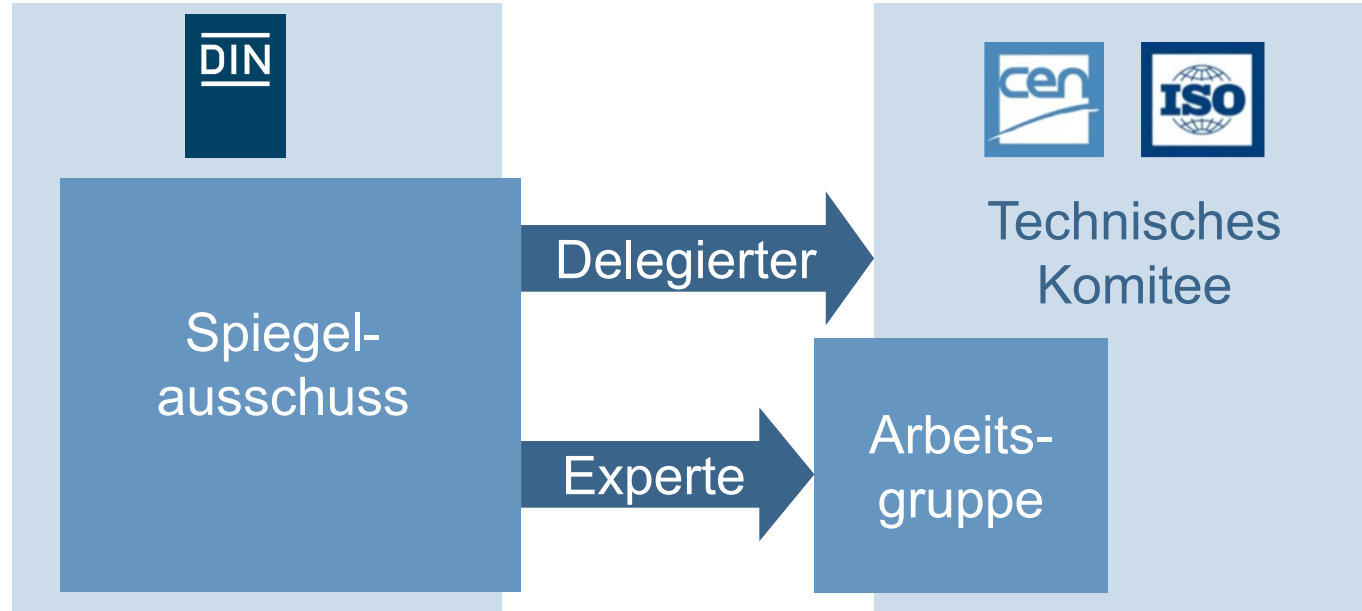 DIN
cen
ISO
Technisches
Komitee
Delegierter
Spiegel-
ausschuss
Arbeits-
gruppe
Experte